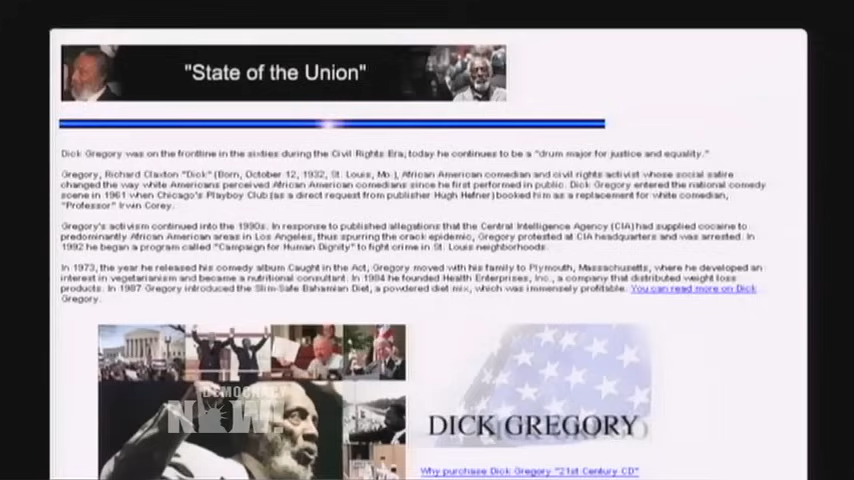 "State of the Union"
Dick Gregory was on the frontline in the sixties during the Civil Rights Era; today he continues to be a "drum major for justice and equality."
Gregory, Richard Claxton "Dick" (Born, October 12, 1932, St. Louis, Mo.), African American comedian and civil rights activist whose social satire
changed the way white Americans perceived African American comedians since he first performed in public. Dick Gregory entered the national comedy
scene in 1961 when Chicago's Playboy Club (as a direct request from publisher Hugh Hefner) booked him as a replacement for white comedian,
"Professor" Irwin Corey.
Gregory's activism continued into the 1990s. In response to published allegations that the Central Intelligence Agency (CIA) had supplied cocaine to
predominantly African American areas in Los Angeles, thus spurring the crack epidemic, Gregory protested at CIA headquarters and was arrested. In
1992 he began a program called "Campaign for Human Dignity" to fight crime in St. Louis neighborhoods.
In 1973, the year he released his comedy album Caught in the Act, Gregory moved with his family to Plymouth, Massachusetts, where he developed an
interest in vegetarianism and became a nutritional consultant. In 1984 he founded Health Enterprises, Inc., a company that distributed weight loss
products. In 1987 Gregory introduced the Slim-Safe Bahamian Diet, a powdered diet mix, which was immensely profitable. You can read more on Dick
Gregory.
DEMOCRACY
NOW!
DICK GREGORY
Why purchase Dick Gregory "21st Century CD"